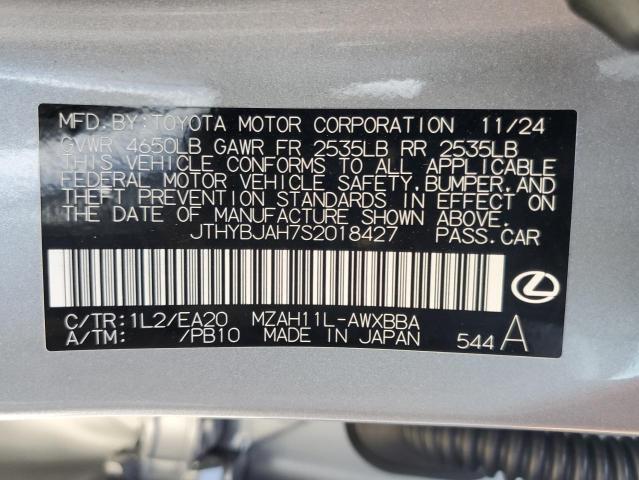 MFD. BY: TOYOTA MOTOR CORPORATION 11/24
GVWR 4650LB GAWR FR 2535LB RR 2535LB
THIS VEHICLE CONFORMS TO ALL APPLICABLE
FEDERAL MOTOR VEHICLE SAFETY, BUMPER, AND
THEFT PREVENTION STANDARDS IN EFFECT ON
THE DATE OF MANUFACTURE SHOWN ABOVE.
JTHYBJAH7S2018427 PASS. CAR
C/TR: 1L2/EA20 MZAH11L-AWXBBA
A/TM: /PB10 MADE IN JAPAN 544 A